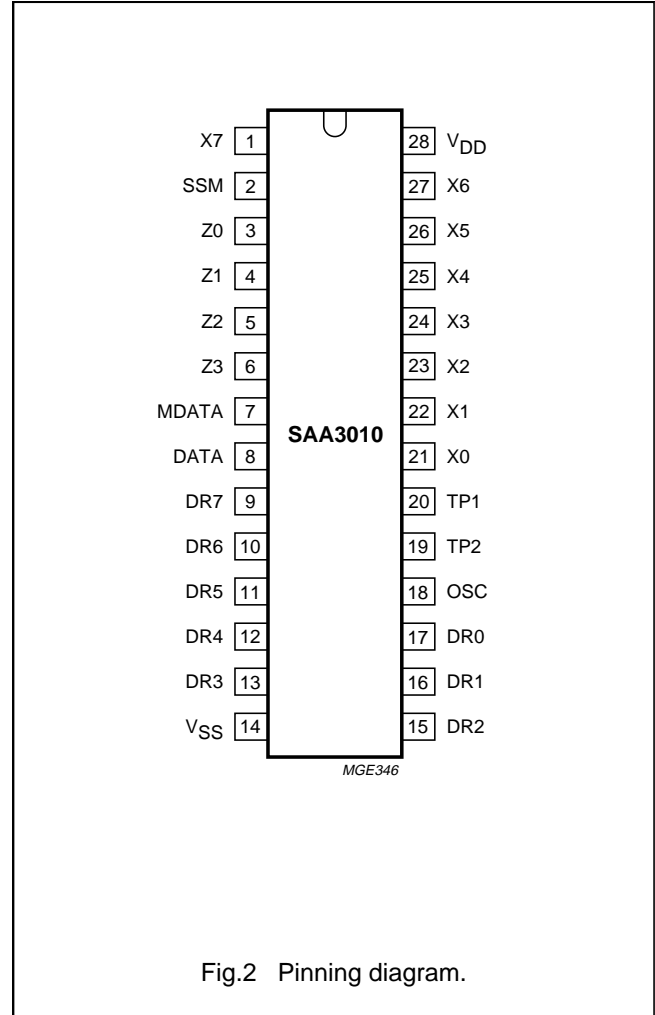 X7 1 28 VDD
SSM 2 27 X6
Z0 3 26 X5
Z1 4 25 X4
Z2 5 24 X3
Z3 6 23 X2
MDATA 7 22 X1
SAA3010
DATA 8 21 X0
DR7 9 20 TP1
DR6 10 19 TP2
DR5 11 18 OSC
DR4 12 17 DR0
DR3 13 16 DR1
VSS 14 15 DR2
MGE346
Fig.2 Pinning diagram.